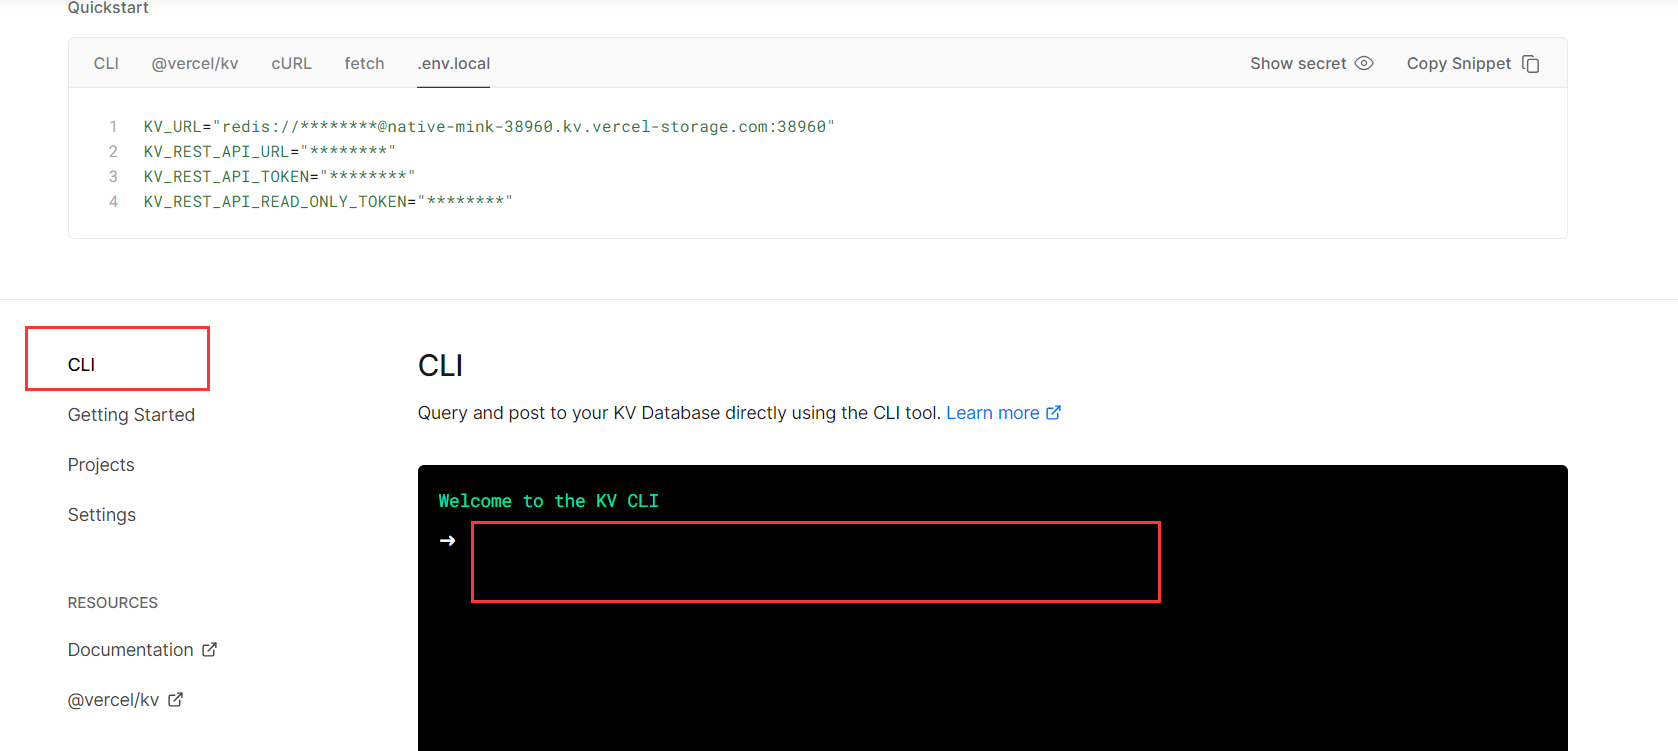 Quickstart
CLI @vercel/kv cURL fetch .env.local Show secret Copy Snippet
1 KV_URL="redis://********@native-mink-38960.kv.vercel-storage.com:38960"
2 KV_REST_API_URL="********"
3 KV_REST_API_TOKEN="********"
4 KV_REST_API_READ_ONLY_TOKEN="********"
CLI
Getting Started
Projects
Settings
RESOURCES
Documentation
@vercel/kv
CLI
Query and post to your KV Database directly using the CLI tool. Learn more
Welcome to the KV CLI
➜